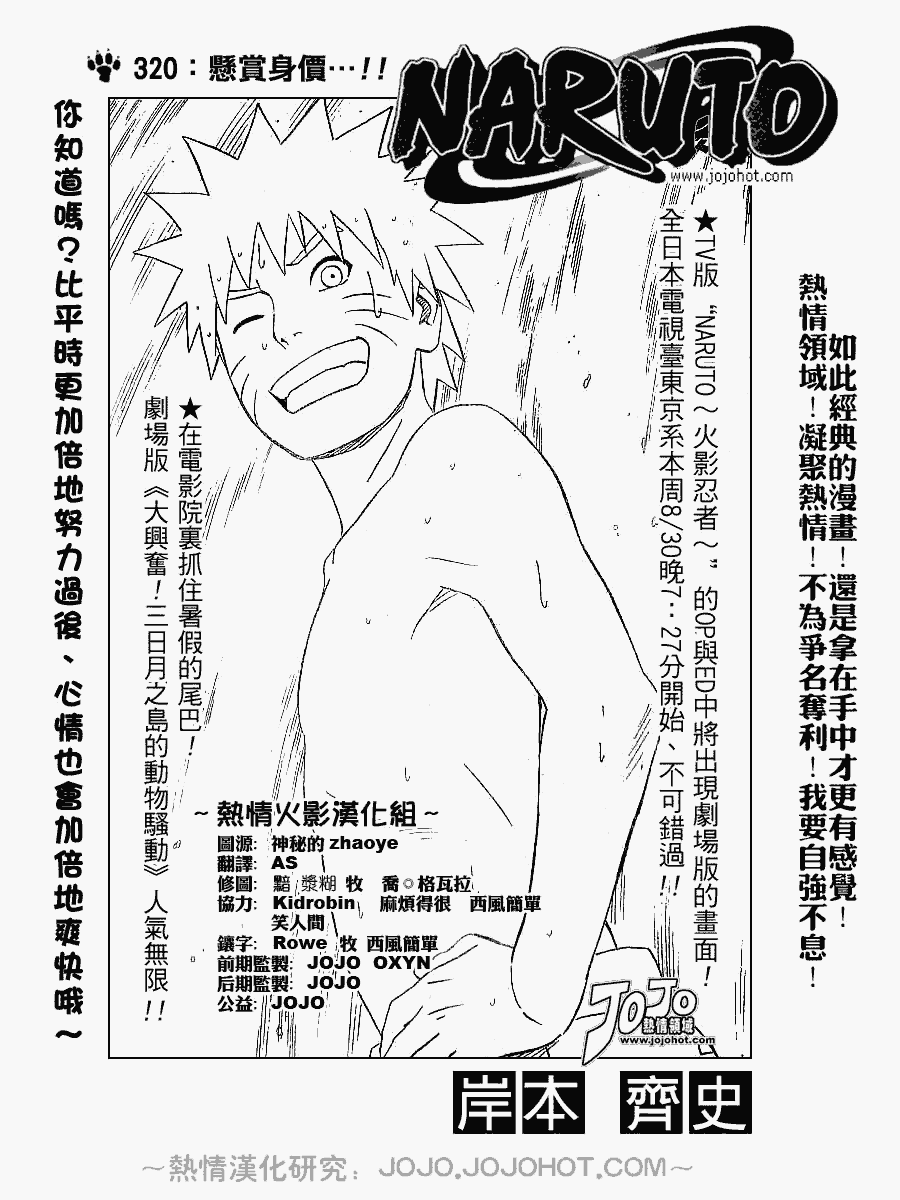 320：懸賞身價…!!
NARUTO
www.jojohot.com
如此經典的漫畫！還是拿在手中才更有感覺！
熱情領域！凝聚熱情！不為爭名奪利！我要自強不息！
★TV版 “NARUTO～火影忍者～”的OP與ED中將出現劇場版的畫面！
全日本電視臺東京系本周8/30晚7：27分開始、不可錯過!!
★在電影院裏抓住暑假的尾巴！
劇場版《大興奮！三日月之島的動物騷動》人氣無限!!
你知道嗎？比平時更加倍地努力過後、心情也會加倍地爽快哦～
～熱情火影漢化組～
圖源: 神秘的 zhaoye
翻譯: AS
修圖: 黯 漿糊 牧 喬◎格瓦拉
協力: Kidrobin 麻煩得很 西風簡單
笑人間
鑲字: Rowe 牧 西風簡單
前期監製: JOJO OXYN
后期監製: JOJO
公益: JOJO
JOJO
熱情領域
www.jojohot.com
岸本 齊史
～熱情漢化研究：JOJO.JOJOHOT.COM～